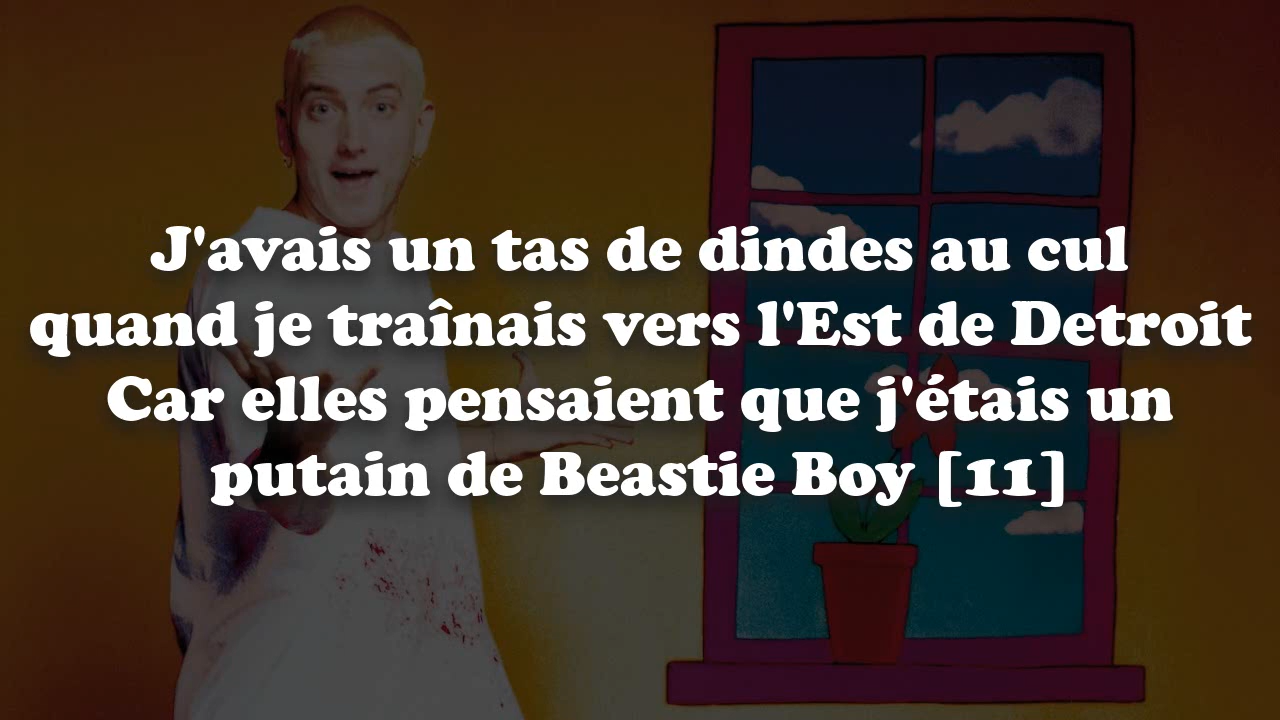 J'avais un tas de dindes au cul
quand je traînais vers l'Est de Detroit
Car elles pensaient que j'étais un
putain de Beastie Boy [11]